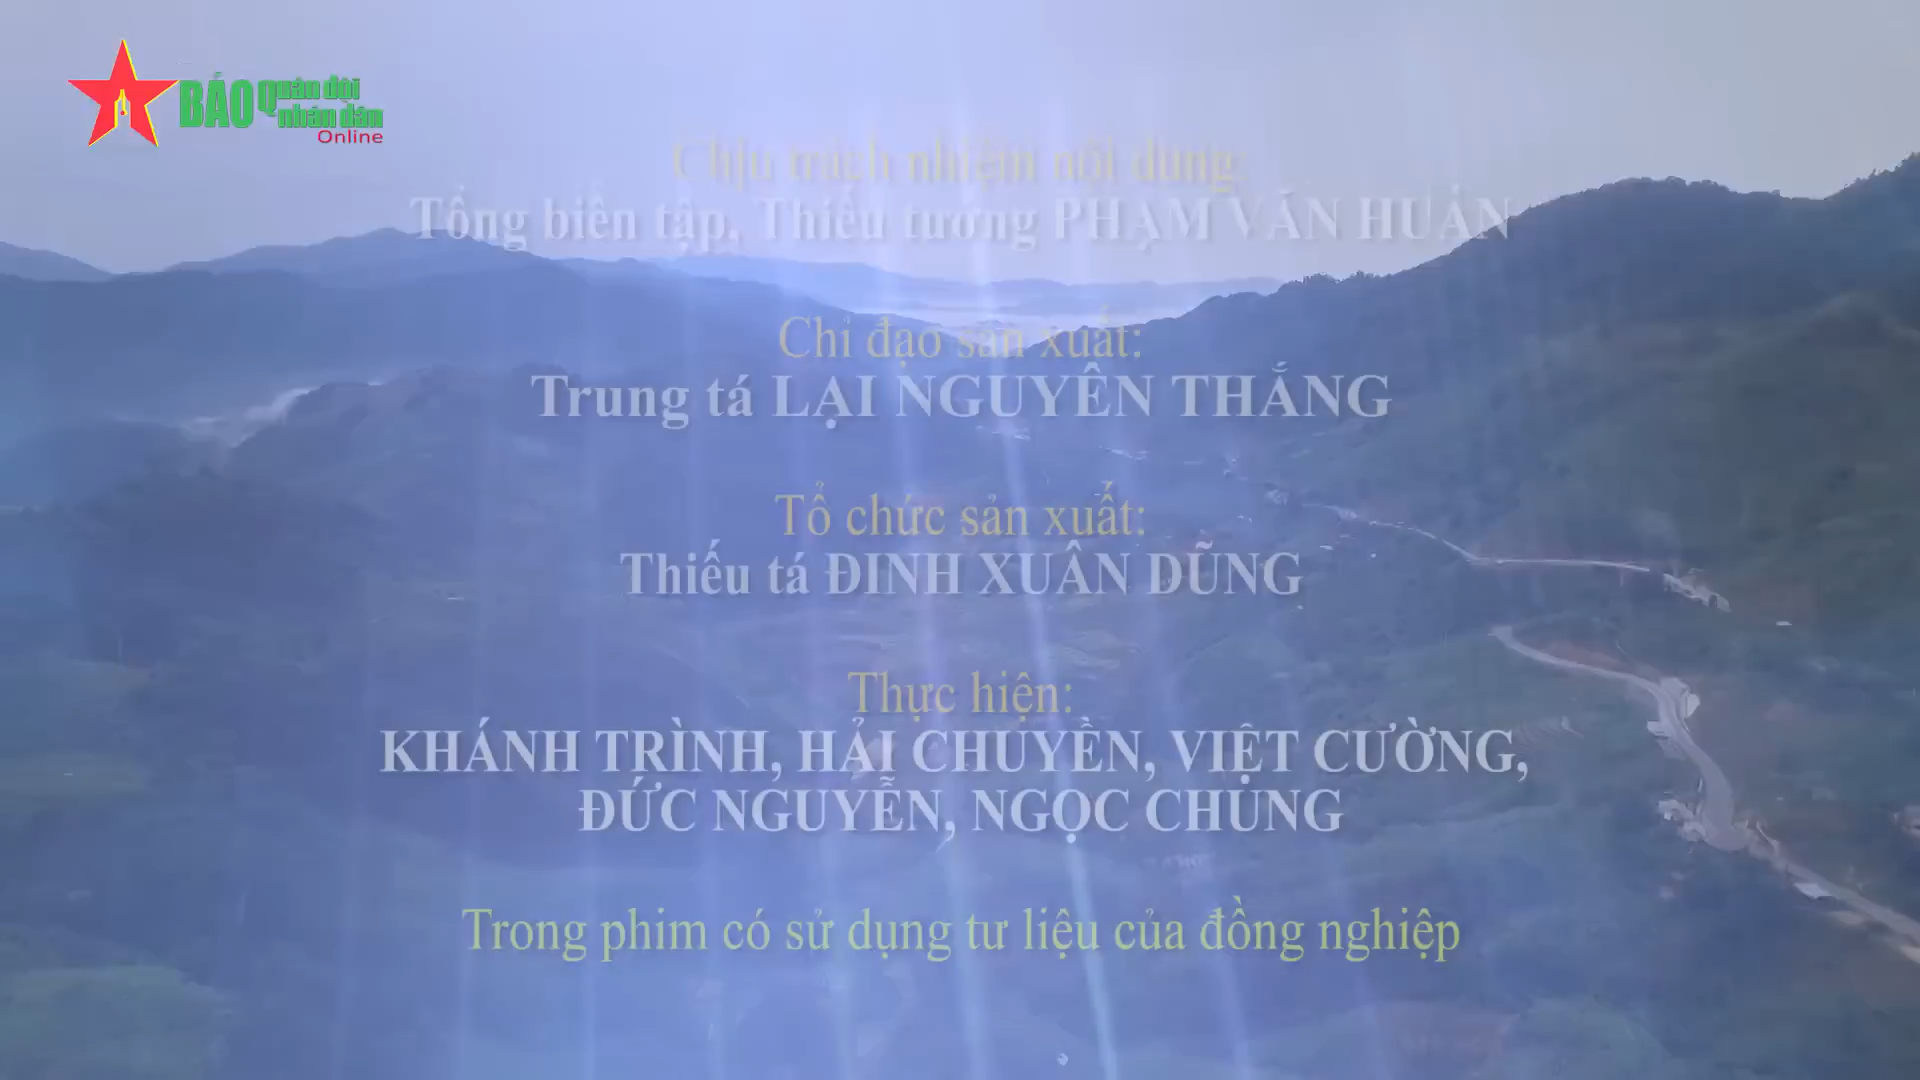 BÁO Quân đội
nhân dân
Online
Chịu trách nhiệm nội dung:
Tổng biên tập, Thiếu tướng PHẠM VĂN HUẤN
Chỉ đạo sản xuất:
Trung tá LẠI NGUYÊN THẮNG
Tổ chức sản xuất:
Thiếu tá ĐINH XUÂN DŨNG
Thực hiện:
KHÁNH TRÌNH, HẢI CHUYỀN, VIỆT CƯỜNG,
ĐỨC NGUYỄN, NGỌC CHUNG
Trong phim có sử dụng tư liệu của đồng nghiệp